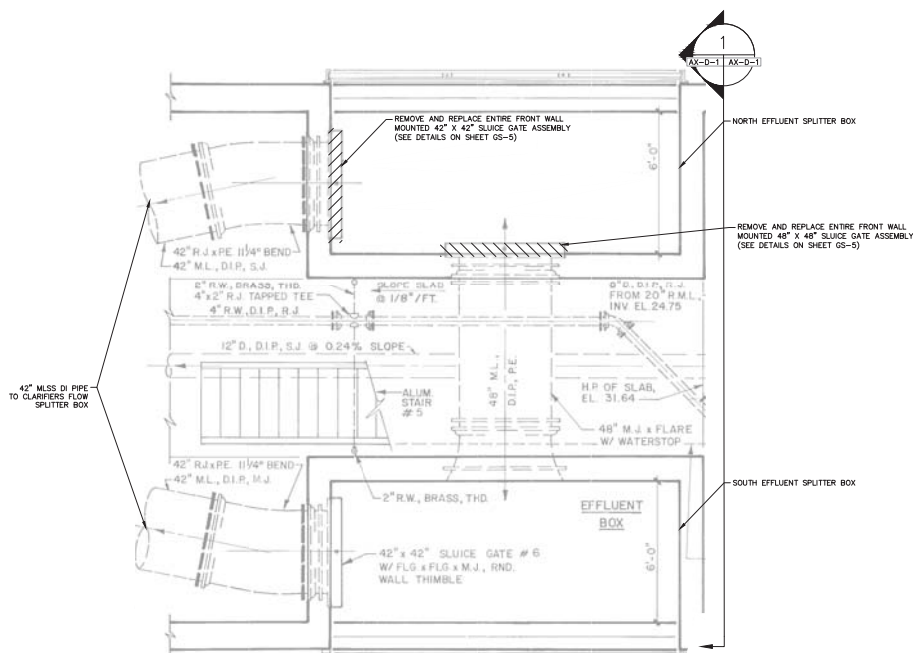 1
AX-D-1 AX-D-1
REMOVE AND REPLACE ENTIRE FRONT WALL
MOUNTED 42" X 42" SLUICE GATE ASSEMBLY
(SEE DETAILS ON SHEET GS-5)
NORTH EFFLUENT SPLITTER BOX
6'-0"
REMOVE AND REPLACE ENTIRE FRONT WALL
MOUNTED 48" X 48" SLUICE GATE ASSEMBLY
(SEE DETAILS ON SHEET GS-5)
42" R.J. x P.E. 11 1/4° BEND
42" M.L., D.I.P., S.J.
2" R.W., BRASS, THD.
4" x 2" R.J. TAPPED TEE
4" R.W., D.I.P., R.J.
SLOPE SLAB
@ 1/8"/FT.
D., D.I.P., R.J.
FROM 20" R.M.L.,
INV EL 24.75
12" D., D.I.P., S.J. @ 0.24% SLOPE
42" MLSS DI PIPE
TO CLARIFIERS FLOW
SPLITTER BOX
ALUM.
STAIR
# 5
48" M.L.,
D.I.P., P.E.
H.P. OF SLAB,
EL. 31.64
48" M.J. x FLARE
W/ WATERSTOP
42" R.J. x P.E. 11 1/4° BEND
42" M.L., D.I.P., M.J.
2" R.W., BRASS, THD.
SOUTH EFFLUENT SPLITTER BOX
EFFLUENT
BOX
6'-0"
42" x 42" SLUICE GATE # 6
W/ FLG x FLG x M.J., RND.
WALL THIMBLE